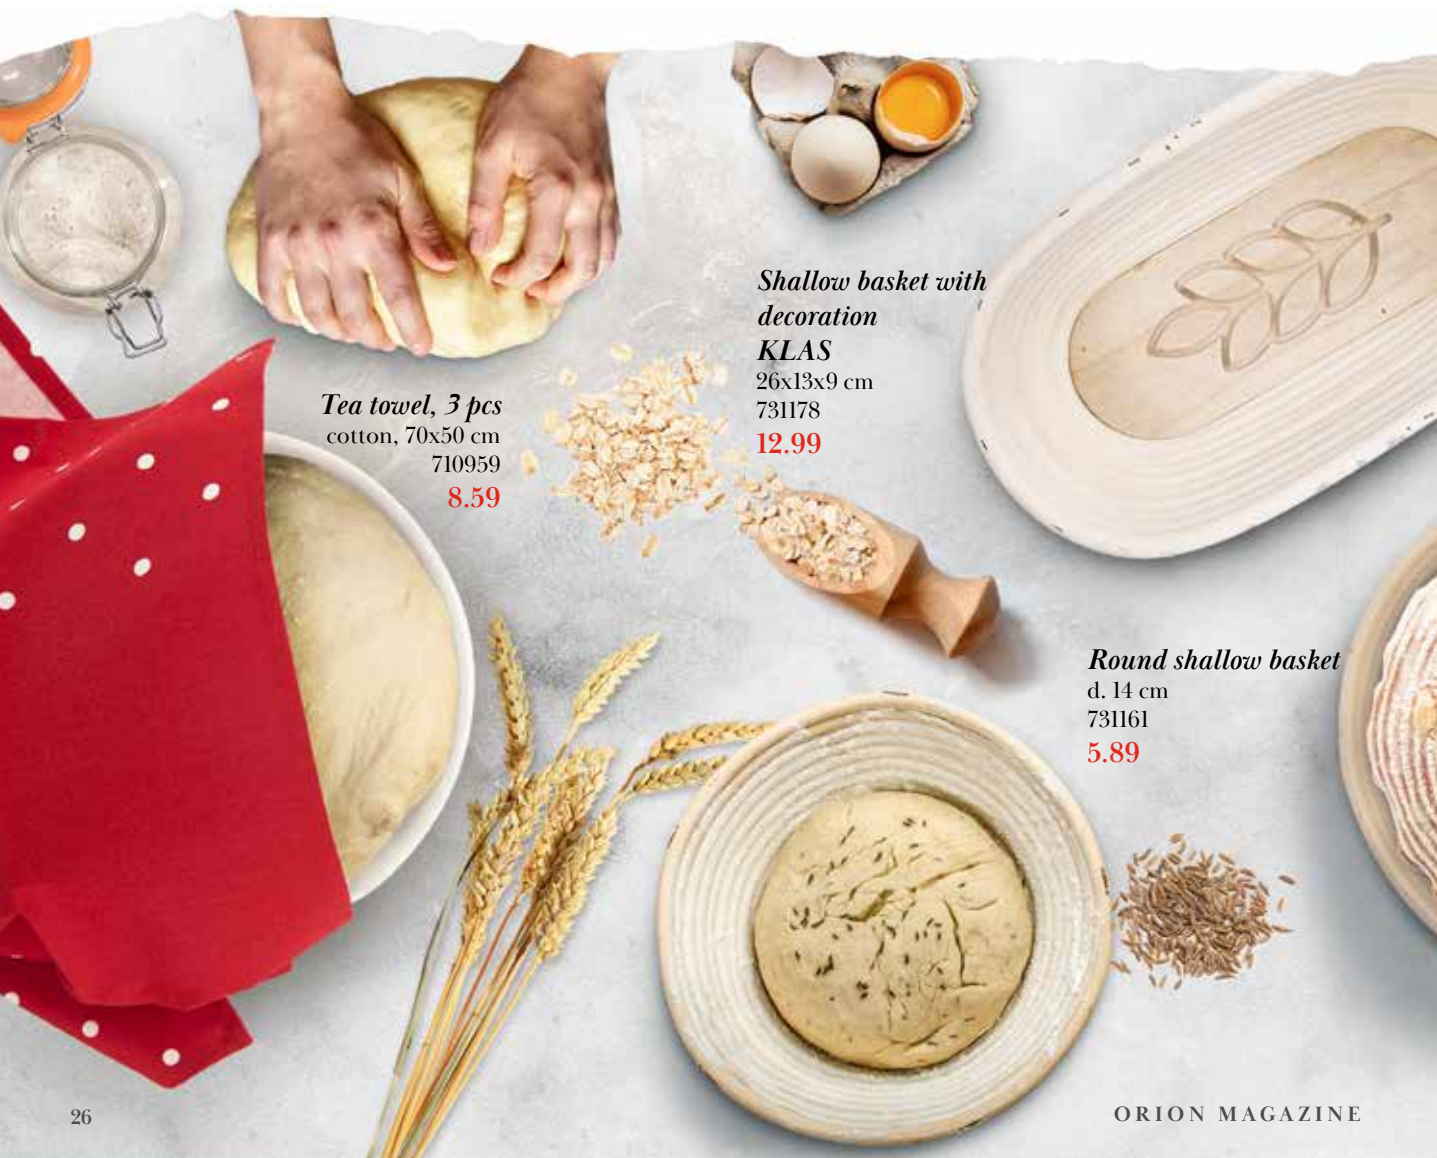 Shallow basket with
decoration
KLAS
26x13x9 cm
731178
12.99
Tea towel, 3 pcs
cotton, 70x50 cm
710959
8.59
Round shallow basket
d. 14 cm
731161
5.89
26
ORION MAGAZINE